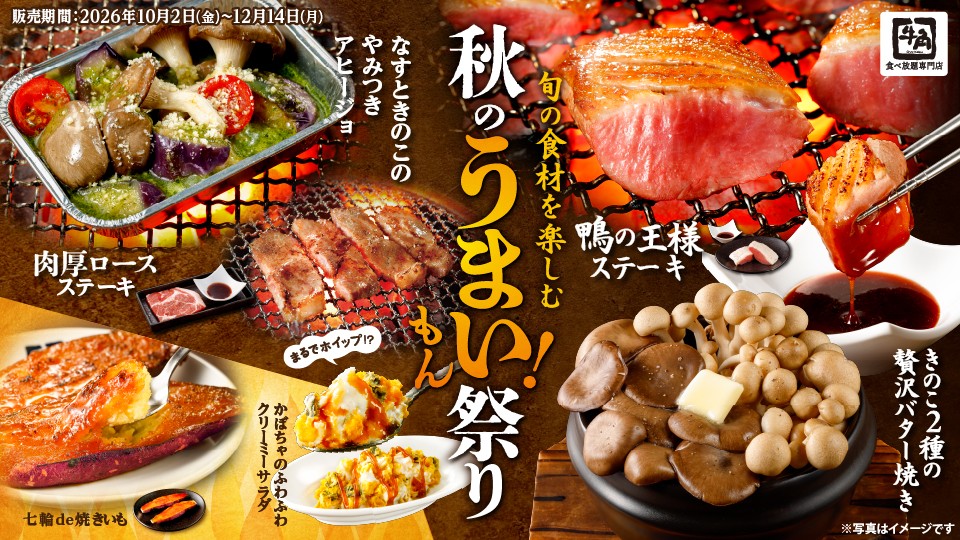 販売期間:2026年10月2日(金)~12月14日(月)
牛角
食べ放題専門店
なすときのこの
やみつき
アヒージョ
旬の食材を楽しむ
秋のうまいもん!祭り
鴨の王様
ステーキ
肉厚ロース
ステーキ
まるでホイップ!?
かぼちゃのふわふわ
クリーミーサラダ
きのこ2種の
贅沢バター焼き
七輪de焼きいも
※写真はイメージです